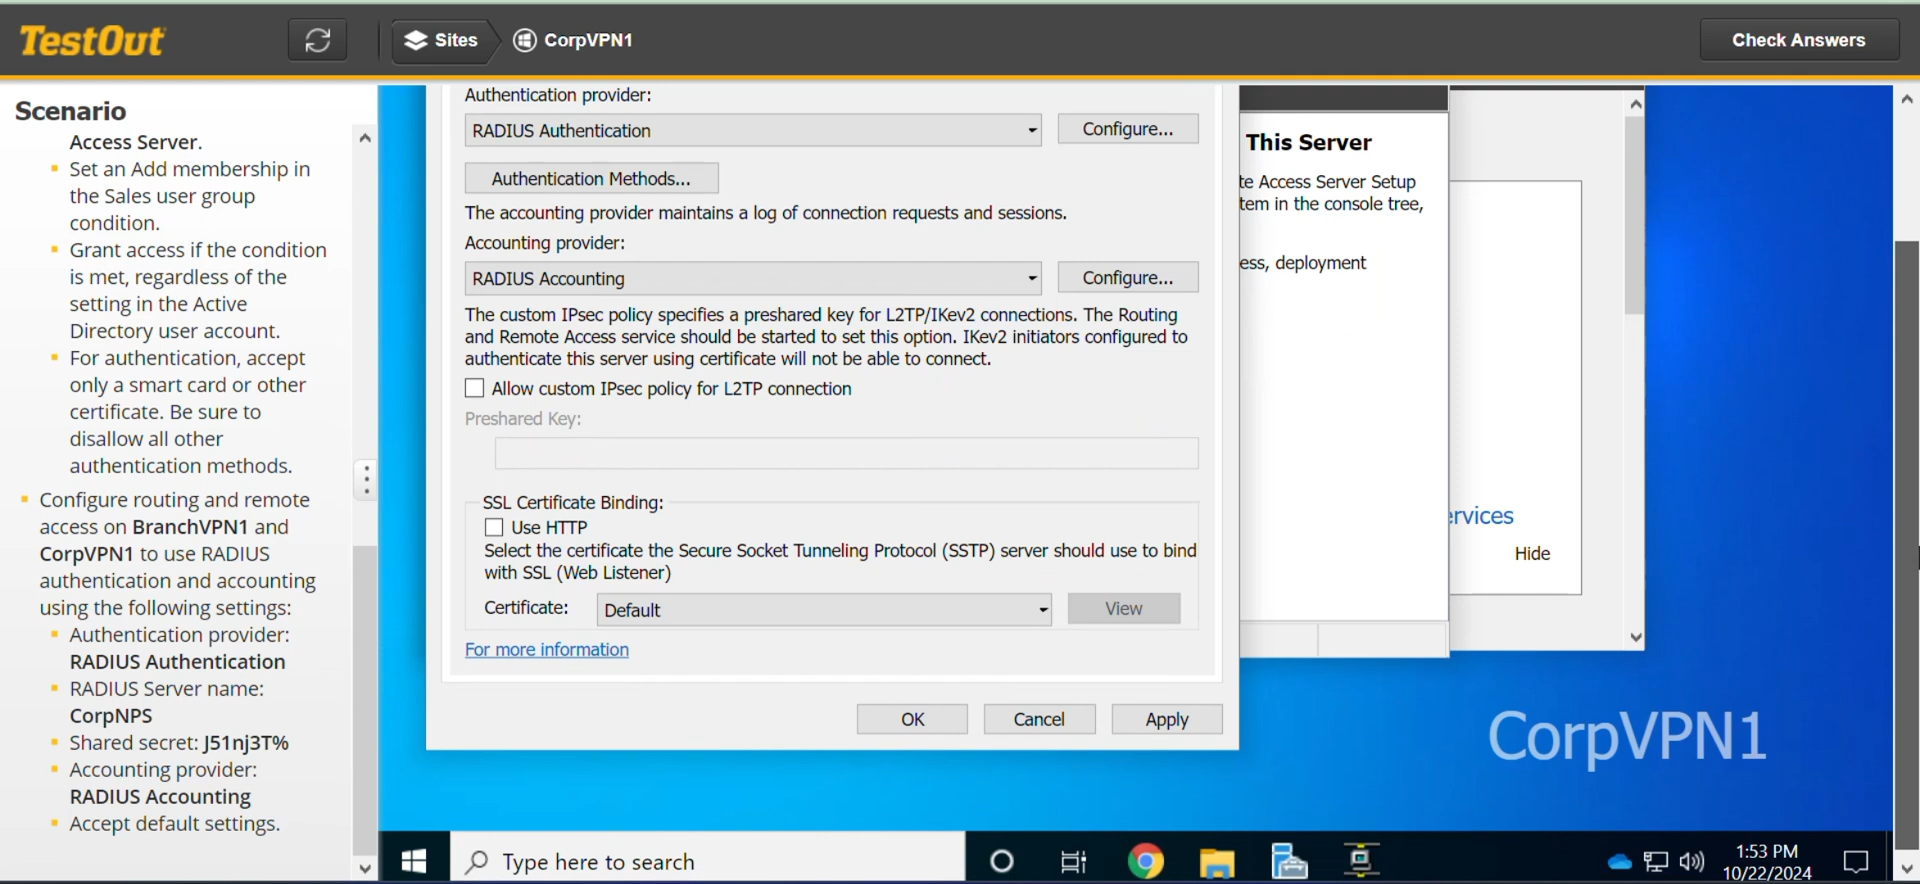 TestOut
Sites
CorpVPN1
Check Answers
Scenario
Access Server.
Set an Add membership in
the Sales user group
condition.
Grant access if the condition
is met, regardless of the
setting in the Active
Directory user account.
For authentication, accept
only a smart card or other
certificate. Be sure to
disallow all other
authentication methods.
Configure routing and remote
access on BranchVPN1 and
CorpVPN1 to use RADIUS
authentication and accounting
using the following settings:
Authentication provider:
RADIUS Authentication
RADIUS Server name:
CorpNPS
Shared secret: J51nj3T%
Accounting provider:
RADIUS Accounting
Accept default settings.
Authentication provider:
RADIUS Authentication
Configure...
Authentication Methods...
The accounting provider maintains a log of connection requests and sessions.
Accounting provider:
RADIUS Accounting
Configure...
The custom IPsec policy specifies a preshared key for L2TP/IKev2 connections. The Routing
and Remote Access service should be started to set this option. IKev2 initiators configured to
authenticate this server using certificate will not be able to connect.
Allow custom IPsec policy for L2TP connection
Preshared Key:
SSL Certificate Binding:
Use HTTP
Select the certificate the Secure Socket Tunneling Protocol (SSTP) server should use to bind
with SSL (Web Listener)
Certificate:
Default
View
For more information
OK
Cancel
Apply
This Server
te Access Server Setup
tem in the console tree,
ess, deployment
ervices
Hide
CorpVPN1
Type here to search
1:53 PM
10/22/2024